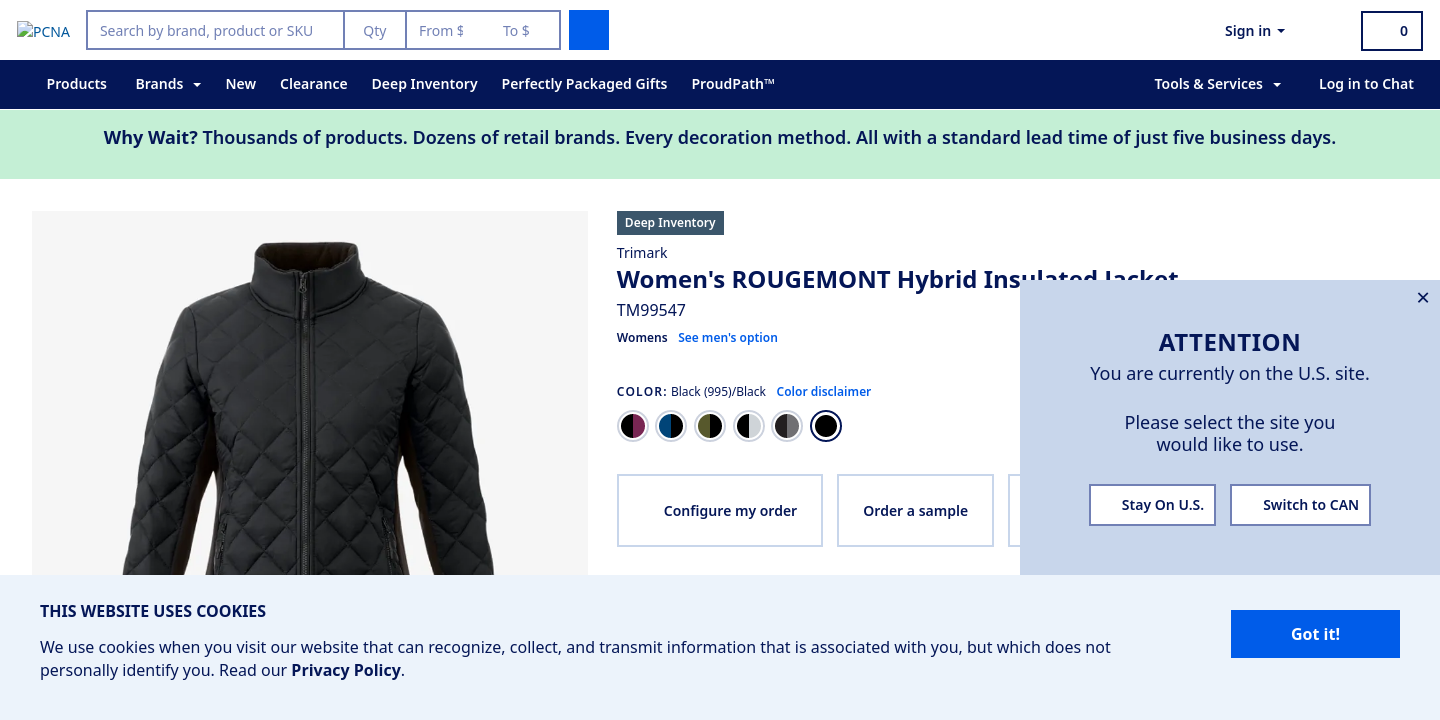 PCNA
Search by brand, product or SKU
Qty
From $
To $
Sign in
0
Products
Brands
New
Clearance
Deep Inventory
Perfectly Packaged Gifts
ProudPath™
Tools & Services
Log in to Chat
Why Wait? Thousands of products. Dozens of retail brands. Every decoration method. All with a standard lead time of just five business days.
Deep Inventory
Trimark
Women's ROUGEMONT Hybrid Insulated Jacket
TM99547
Womens See men's option
COLOR: Black (995)/Black Color disclaimer
Configure my order
Order a sample
×
ATTENTION
You are currently on the U.S. site.
Please select the site you
would like to use.
Stay On U.S.
Switch to CAN
THIS WEBSITE USES COOKIES
We use cookies when you visit our website that can recognize, collect, and transmit information that is associated with you, but which does not
personally identify you. Read our Privacy Policy.
Got it!